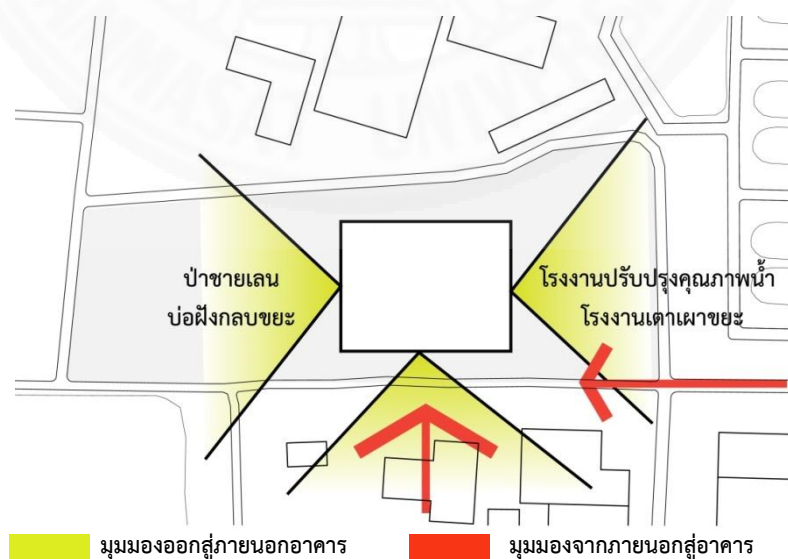 ป่าชายเลน
บ่อฝังกลบขยะ
โรงงานปรับปรุงคุณภาพน้ำ
โรงงานเตาเผาขยะ
มุมมองออกสู่ภายนอกอาคาร
มุมมองจากภายนอกสู่อาคาร